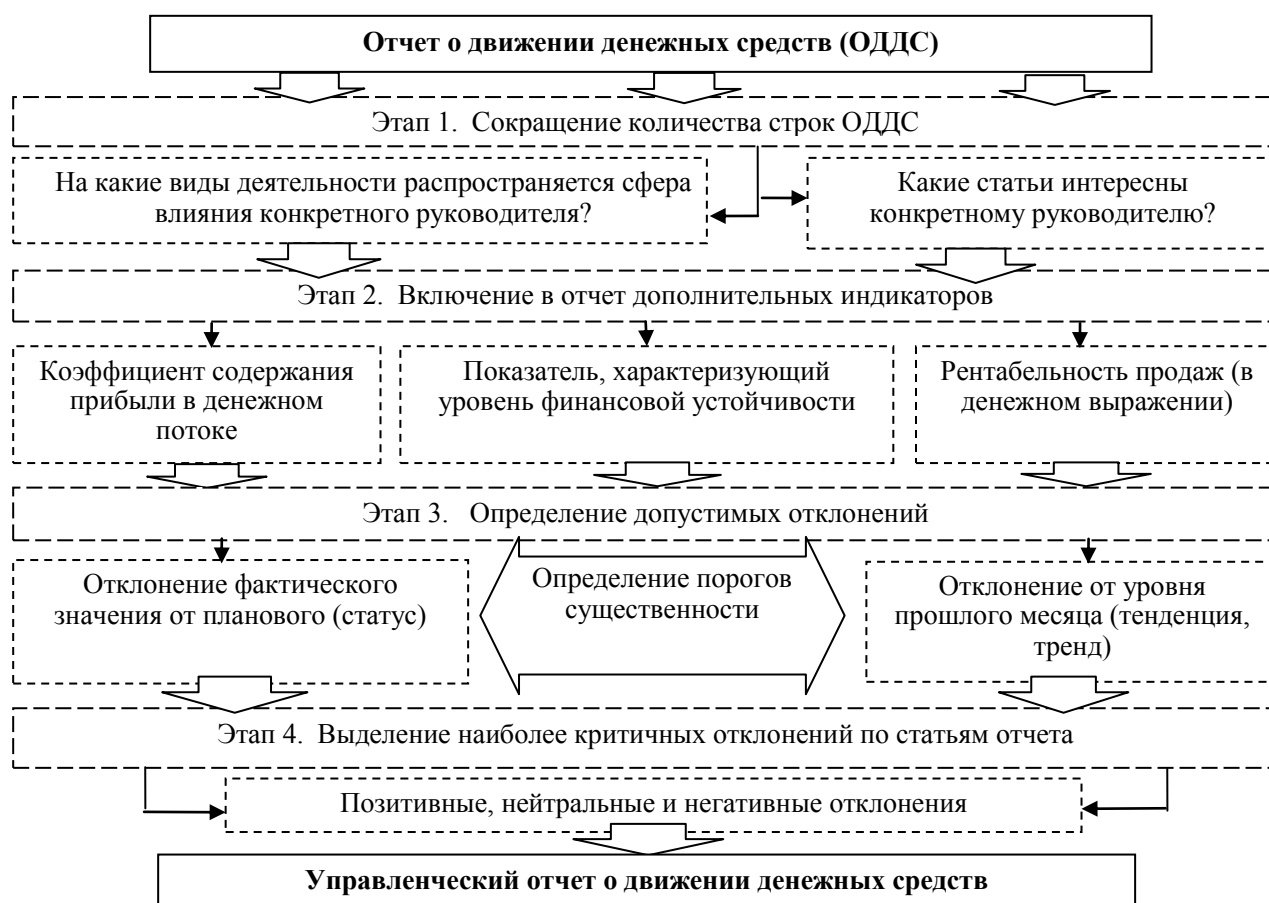 Отчет о движении денежных средств (ОДДС)
Этап 1. Сокращение количества строк ОДДС
На какие виды деятельности распространяется сфера
влияния конкретного руководителя?
Какие статьи интересны
конкретному руководителю?
Этап 2. Включение в отчет дополнительных индикаторов
Коэффициент содержания
прибыли в денежном
потоке
Показатель, характеризующий
уровень финансовой устойчивости
Рентабельность продаж (в
денежном выражении)
Этап 3. Определение допустимых отклонений
Отклонение фактического
значения от планового (статус)
Определение порогов
существенности
Отклонение от уровня
прошлого месяца (тенденция,
тренд)
Этап 4. Выделение наиболее критичных отклонений по статьям отчета
Позитивные, нейтральные и негативные отклонения
Управленческий отчет о движении денежных средств